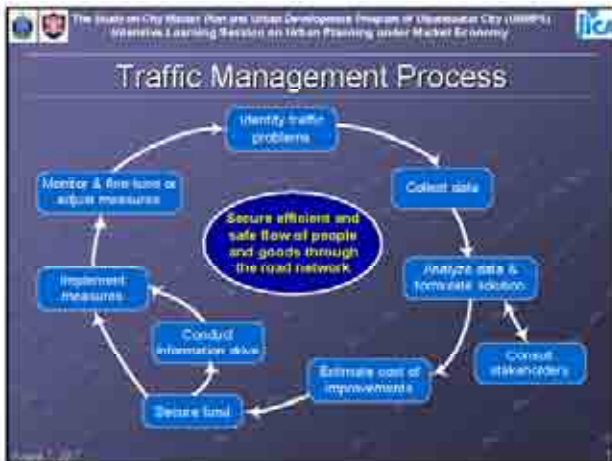 The Study on City Master Plan and Urban Development Program of Ulaanbaatar City (UBMPS)
Intensive Learning Session on Urban Planning under Market Economy
JICA
Traffic Management Process
Identify traffic
problems
Collect data
Analyze data &
formulate solution
Consult
stakeholders
Estimate cost of
improvements
Secure fund
Conduct
information drive
Implement
measures
Monitor & fine-tune or
adjust measures
Secure efficient and
safe flow of people
and goods through
the road network